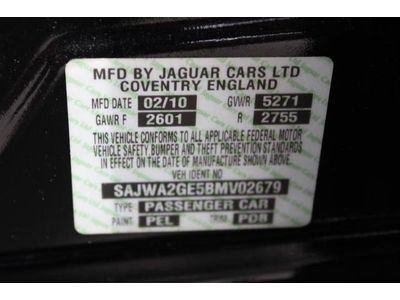 MFD BY JAGUAR CARS LTD
COVENTRY ENGLAND
MFD DATE 02/10 GVWR 5271
GAWR F 2601 R 2755
THIS VEHICLE CONFORMS TO ALL APPLICABLE FEDERAL MOTOR
VEHICLE SAFETY BUMPER AND THEFT PREVENTION STANDARDS
IN EFFECT ON THE DATE OF MANUFACTURE SHOWN ABOVE.
VEH IDENT NO
SAJWA2GE5BMV02679
TYPE PASSENGER CAR
PAINT PEL TRIM PDB